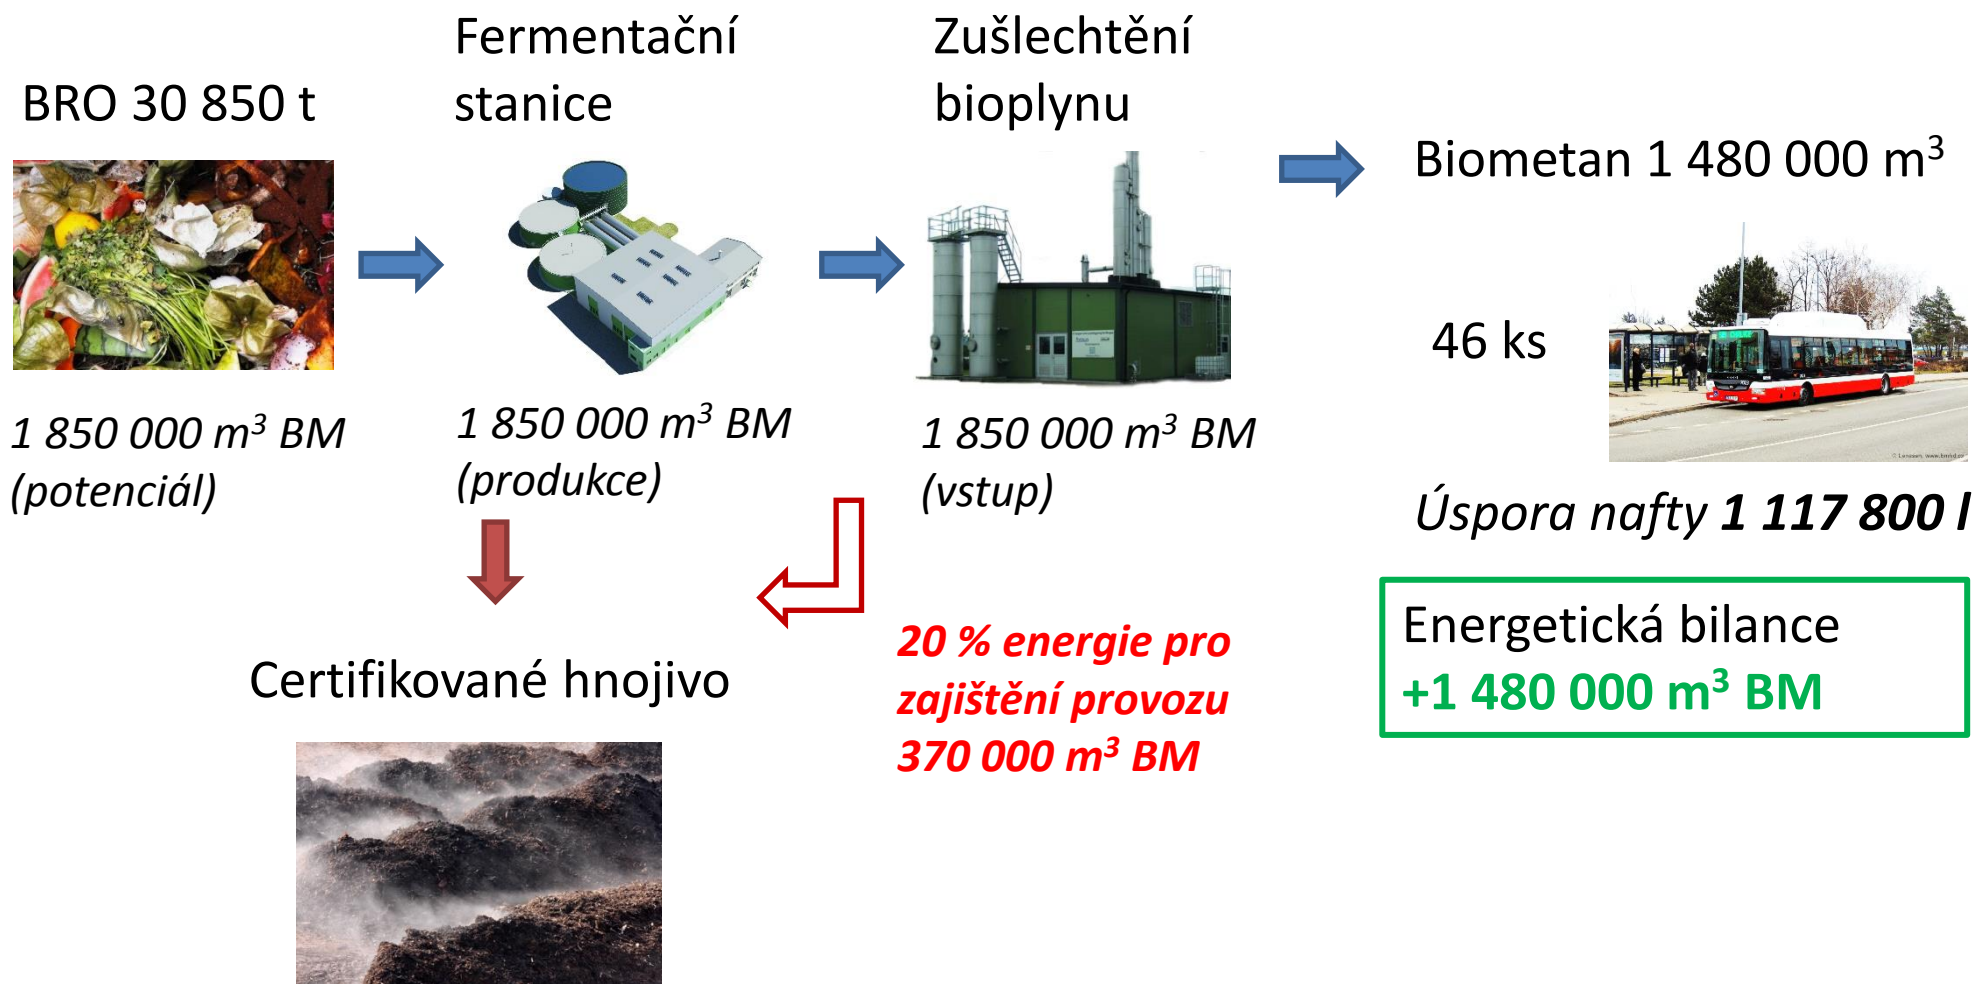 BRO 30 850 t
1 850 000 m³ BM
(potenciál)
Fermentační
stanice
1 850 000 m³ BM
(produkce)
Zušlechtění
bioplynu
1 850 000 m³ BM
(vstup)
20 % energie pro
zajištění provozu
370 000 m³ BM
Certifikované hnojivo
Biometan 1 480 000 m³
46 ks
Úspora nafty 1 117 800 l
Energetická bilance
+1 480 000 m³ BM